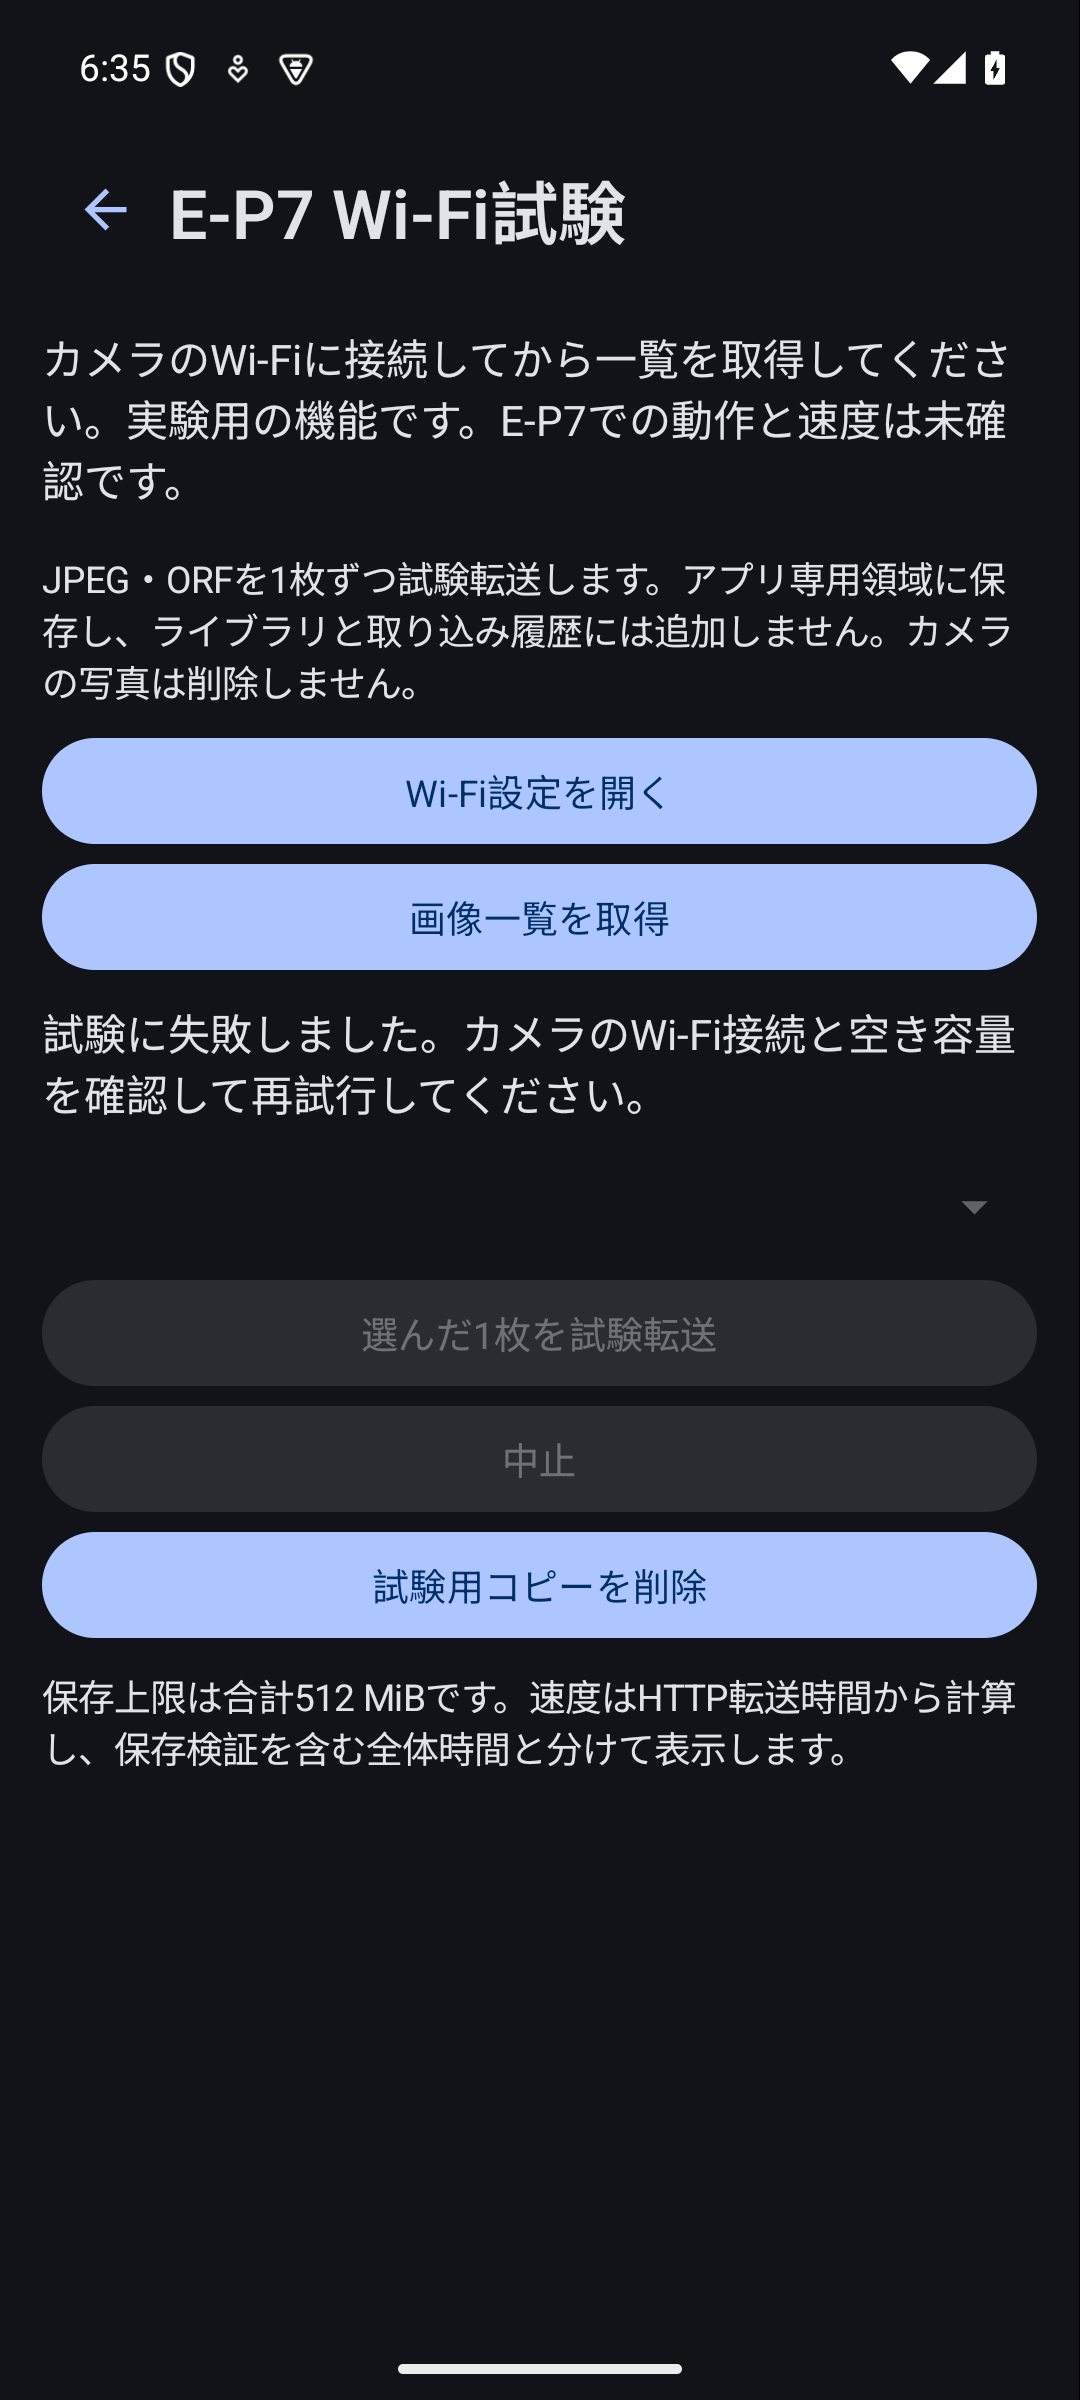 6:35
E-P7 Wi-Fi試験
カメラのWi-Fiに接続してから一覧を取得してくださ
い。実験用の機能です。E-P7での動作と速度は未確
認です。
JPEG・ORFを1枚ずつ試験転送します。アプリ専用領域に保
存し、ライブラリと取り込み履歴には追加しません。カメラ
の写真は削除しません。
Wi-Fi設定を開く
画像一覧を取得
試験に失敗しました。カメラのWi-Fi接続と空き容量
を確認して再試行してください。
選んだ1枚を試験転送
中止
試験用コピーを削除
保存上限は合計512 MiBです。速度はHTTP転送時間から計算
し、保存検証を含む全体時間と分けて表示します。